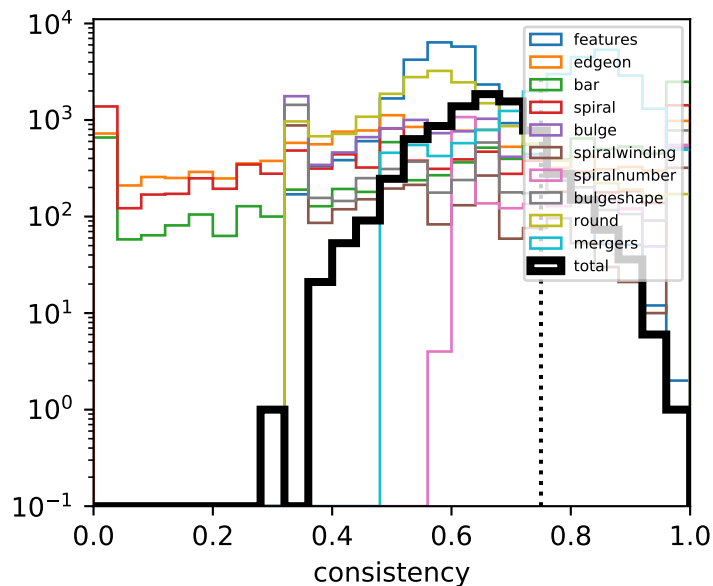 10⁴
10³
10²
10¹
10⁰
10⁻¹
features
edgeon
bar
spiral
bulge
spiralwinding
spiralnumber
bulgeshape
round
mergers
total
0.0 0.2 0.4 0.6 0.8 1.0
consistency